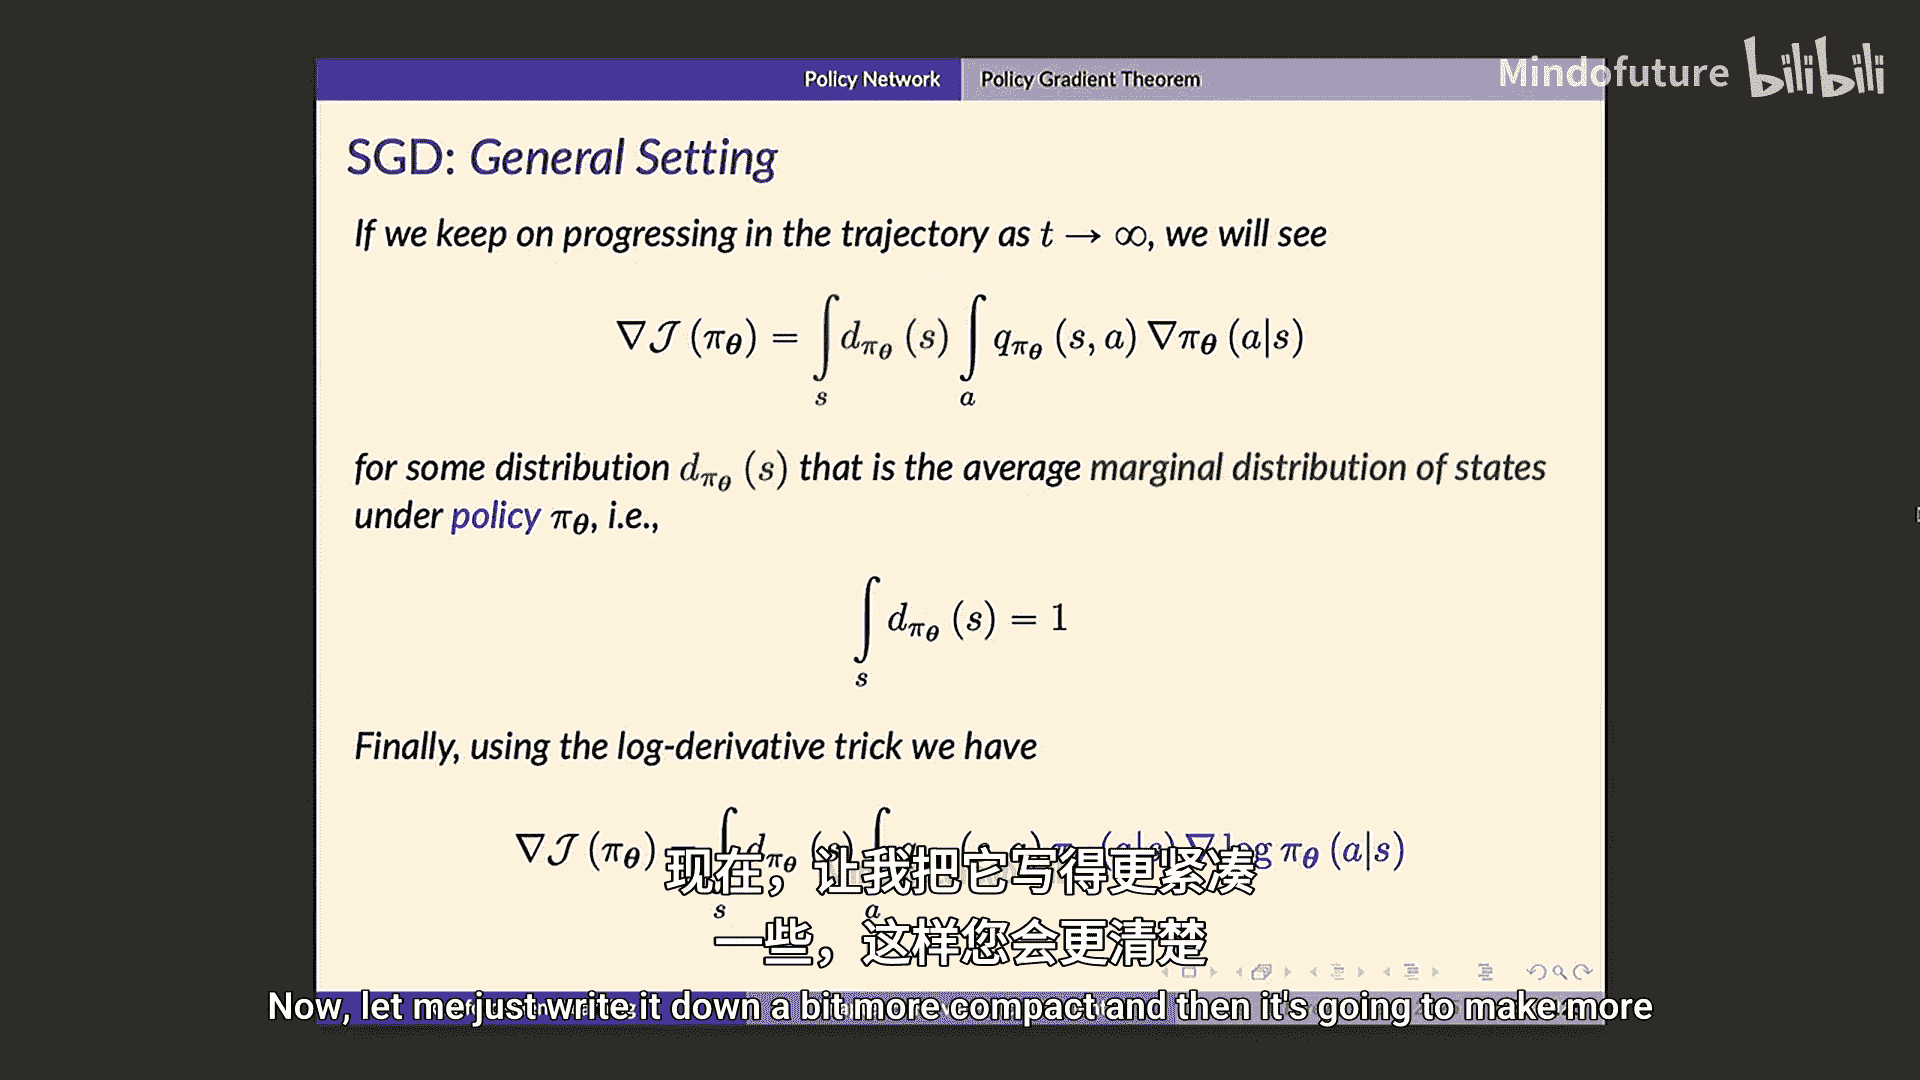 Policy Network
Policy Gradient Theorem
Mindofuture bilibili
SGD: General Setting
If we keep on progressing in the trajectory as t → ∞, we will see
∇𝒥 (π_θ) = ∫_s d_{π_θ} (s) ∫_a q_{π_θ} (s, a) ∇π_θ (a|s)
for some distribution d_{π_θ} (s) that is the average marginal distribution of states
under policy π_θ, i.e.,
∫_s d_{π_θ} (s) = 1
Finally, using the log-derivative trick we have
∇𝒥 (π_θ) = ∫_s d_{π_θ} (s) ∫_a (s, a) (a|s) ∇ log π_θ (a|s)
现在，让我把它写得更紧凑
一些，这样您会更清楚
Now, let me just write it down a bit more compact and then it's going to make more